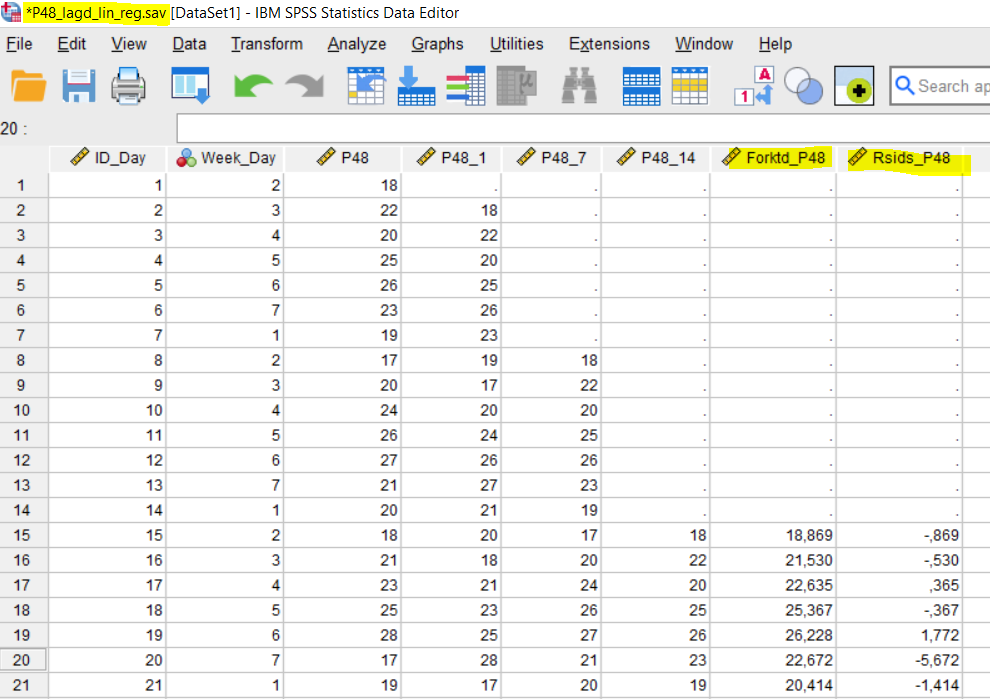 *P48_lagd_lin_reg.sav [DataSet1] - IBM SPSS Statistics Data Editor
File Edit View Data Transform Analyze Graphs Utilities Extensions Window Help
A 1 Search ap
20 :
ID_Day Week_Day P48 P48_1 P48_7 P48_14 Forktd_P48 Rsids_P48
1 1 2 18 . . . . .
2 2 3 22 18 . . . .
3 3 4 20 22 . . . .
4 4 5 25 20 . . . .
5 5 6 26 25 . . . .
6 6 7 23 26 . . . .
7 7 1 19 23 . . . .
8 8 2 17 19 18 . . .
9 9 3 20 17 22 . . .
10 10 4 24 20 20 . . .
11 11 5 26 24 25 . . .
12 12 6 27 26 26 . . .
13 13 7 21 27 23 . . .
14 14 1 20 21 19 . . .
15 15 2 18 20 17 18 18,869 -,869
16 16 3 21 18 20 22 21,530 -,530
17 17 4 23 21 24 20 22,635 ,365
18 18 5 25 23 26 25 25,367 -,367
19 19 6 28 25 27 26 26,228 1,772
20 20 7 17 28 21 23 22,672 -5,672
21 21 1 19 17 20 19 20,414 -1,414